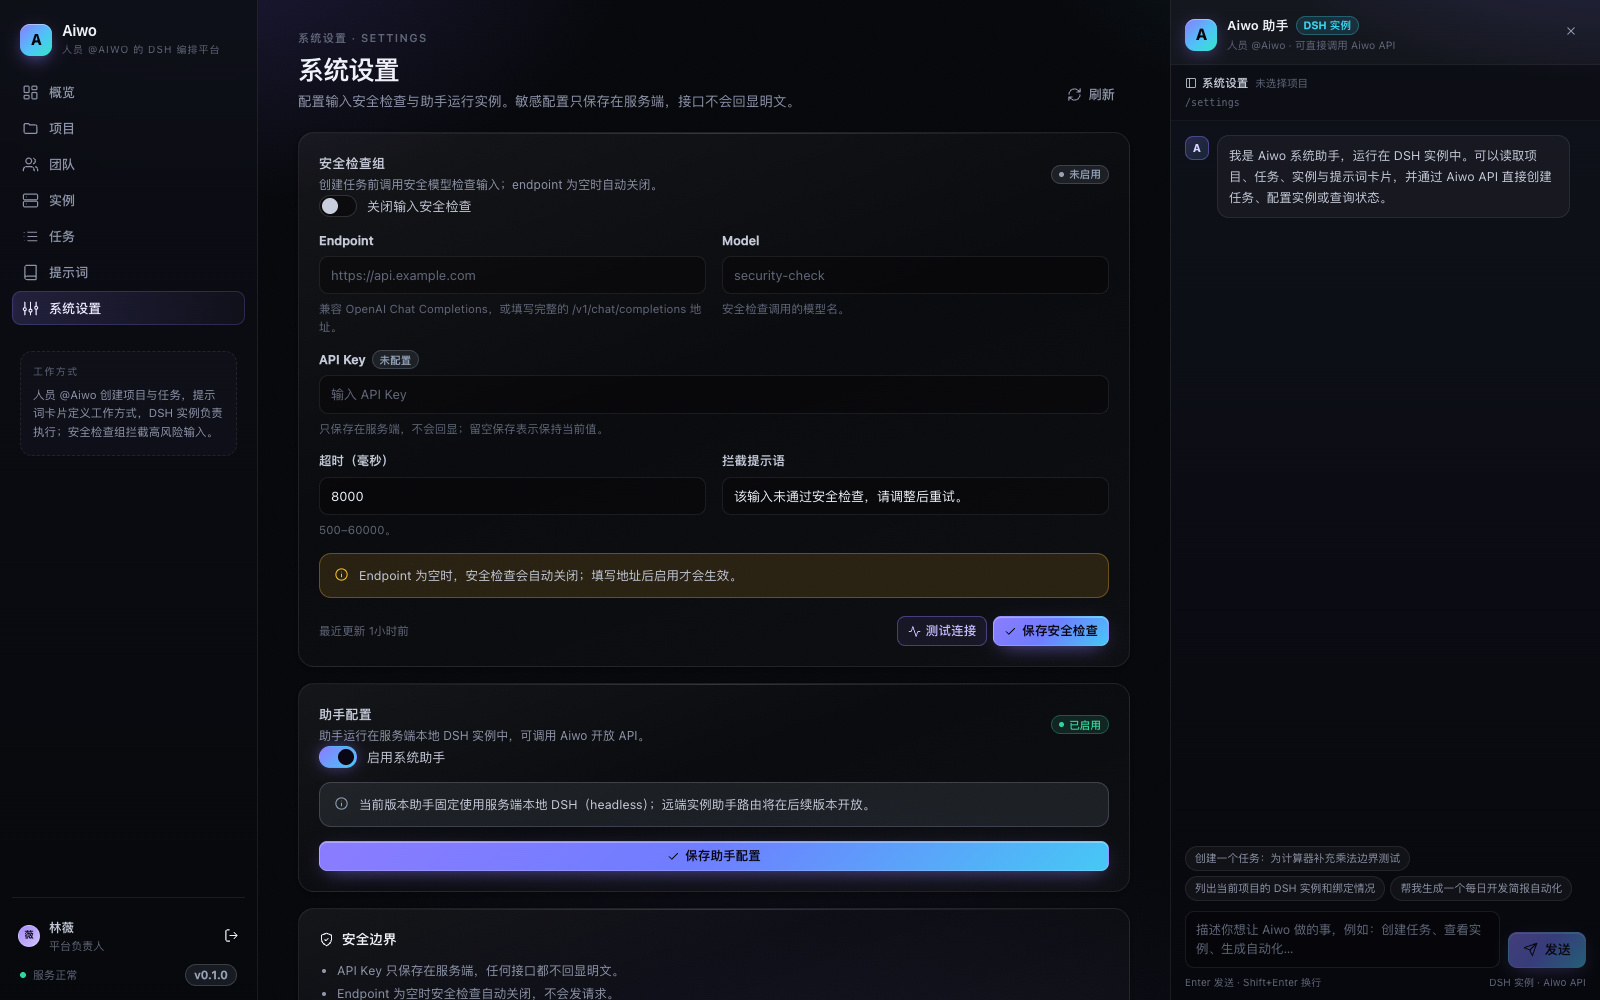 A
Aiwo
人员 @AIWO 的 DSH 编排平台
概览
项目
团队
实例
任务
提示词
系统设置
工作方式
人员 @Aiwo 创建项目与任务，提示
词卡片定义工作方式，DSH 实例负责
执行；安全检查组拦截高风险输入。
薇
林薇
平台负责人
服务正常
v0.1.0
系统设置 · SETTINGS
系统设置
配置输入安全检查与助手运行实例。敏感配置只保存在服务端，接口不会回显明文。
刷新
安全检查组
创建任务前调用安全模型检查输入；endpoint 为空时自动关闭。
未启用
关闭输入安全检查
Endpoint
Model
https://api.example.com
security-check
兼容 OpenAI Chat Completions，或填写完整的 /v1/chat/completions 地
址。
安全检查调用的模型名。
API Key 未配置
输入 API Key
只保存在服务端，不会回显；留空保存表示保持当前值。
超时（毫秒）
拦截提示语
8000
该输入未通过安全检查，请调整后重试。
500–60000。
Endpoint 为空时，安全检查会自动关闭；填写地址后启用才会生效。
最近更新 1小时前
测试连接
保存安全检查
助手配置
助手运行在服务端本地 DSH 实例中，可调用 Aiwo 开放 API。
已启用
启用系统助手
当前版本助手固定使用服务端本地 DSH（headless）；远端实例助手路由将在后续版本开放。
保存助手配置
安全边界
• API Key 只保存在服务端，任何接口都不回显明文。
• Endpoint 为空时安全检查自动关闭，不会发请求。
A
Aiwo 助手 DSH 实例
人员 @Aiwo · 可直接调用 Aiwo API
系统设置 未选择项目
/settings
A
我是 Aiwo 系统助手，运行在 DSH 实例中。可以读取项
目、任务、实例与提示词卡片，并通过 Aiwo API 直接创建
任务、配置实例或查询状态。
创建一个任务：为计算器补充乘法边界测试
列出当前项目的 DSH 实例和绑定情况
帮我生成一个每日开发简报自动化
描述你想让 Aiwo 做的事，例如：创建任务、查看实
例、生成自动化…
发送
Enter 发送 · Shift+Enter 换行
DSH 实例 · Aiwo API